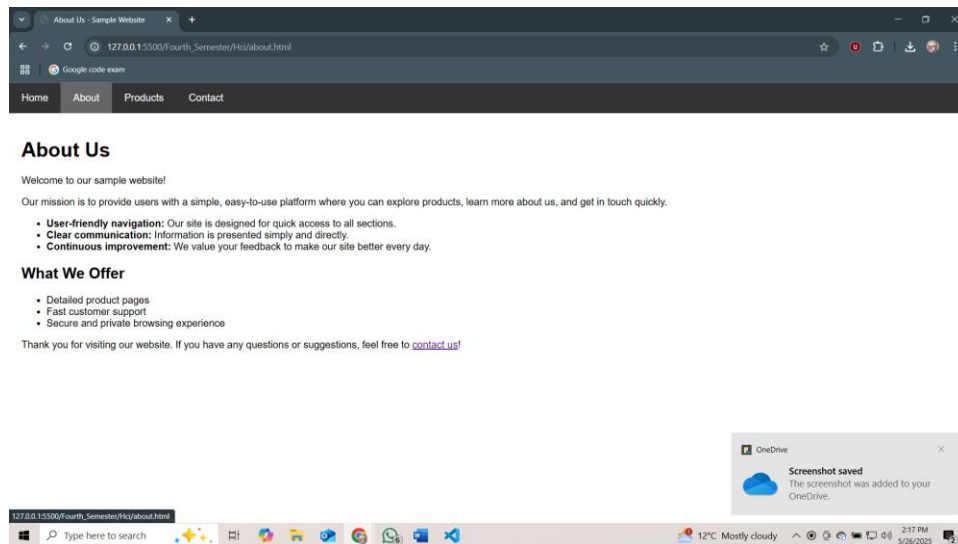 About Us - Sample Website
127.0.0.1:5500/Fourth_Semester/Hci/about.html
Google code exam
Home About Products Contact
About Us
Welcome to our sample website!
Our mission is to provide users with a simple, easy-to-use platform where you can explore products, learn more about us, and get in touch quickly.
• User-friendly navigation: Our site is designed for quick access to all sections.
• Clear communication: Information is presented simply and directly.
• Continuous improvement: We value your feedback to make our site better every day.
What We Offer
• Detailed product pages
• Fast customer support
• Secure and private browsing experience
Thank you for visiting our website. If you have any questions or suggestions, feel free to contact us!
OneDrive
Screenshot saved
The screenshot was added to your
OneDrive.
127.0.0.1:5500/Fourth_Semester/Hci/about.html
Type here to search
12°C Mostly cloudy
2:17 PM
5/26/2025